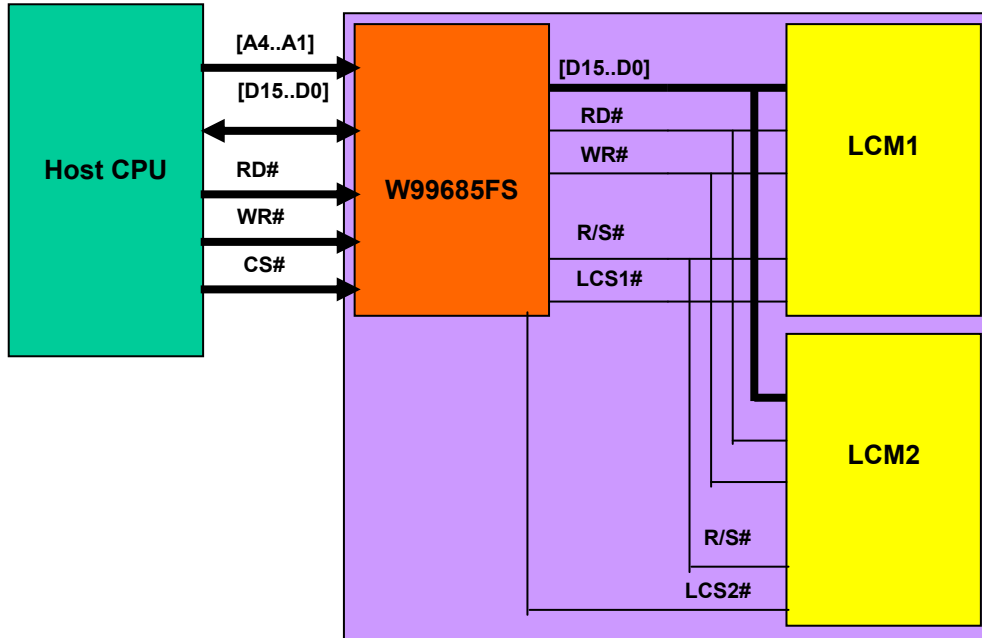 [A4..A1]
[D15..D0]
Host CPU
RD#
WR#
CS#
W99685FS
[D15..D0]
RD#
WR#
R/S#
LCS1#
LCM1
LCM2
R/S#
LCS2#